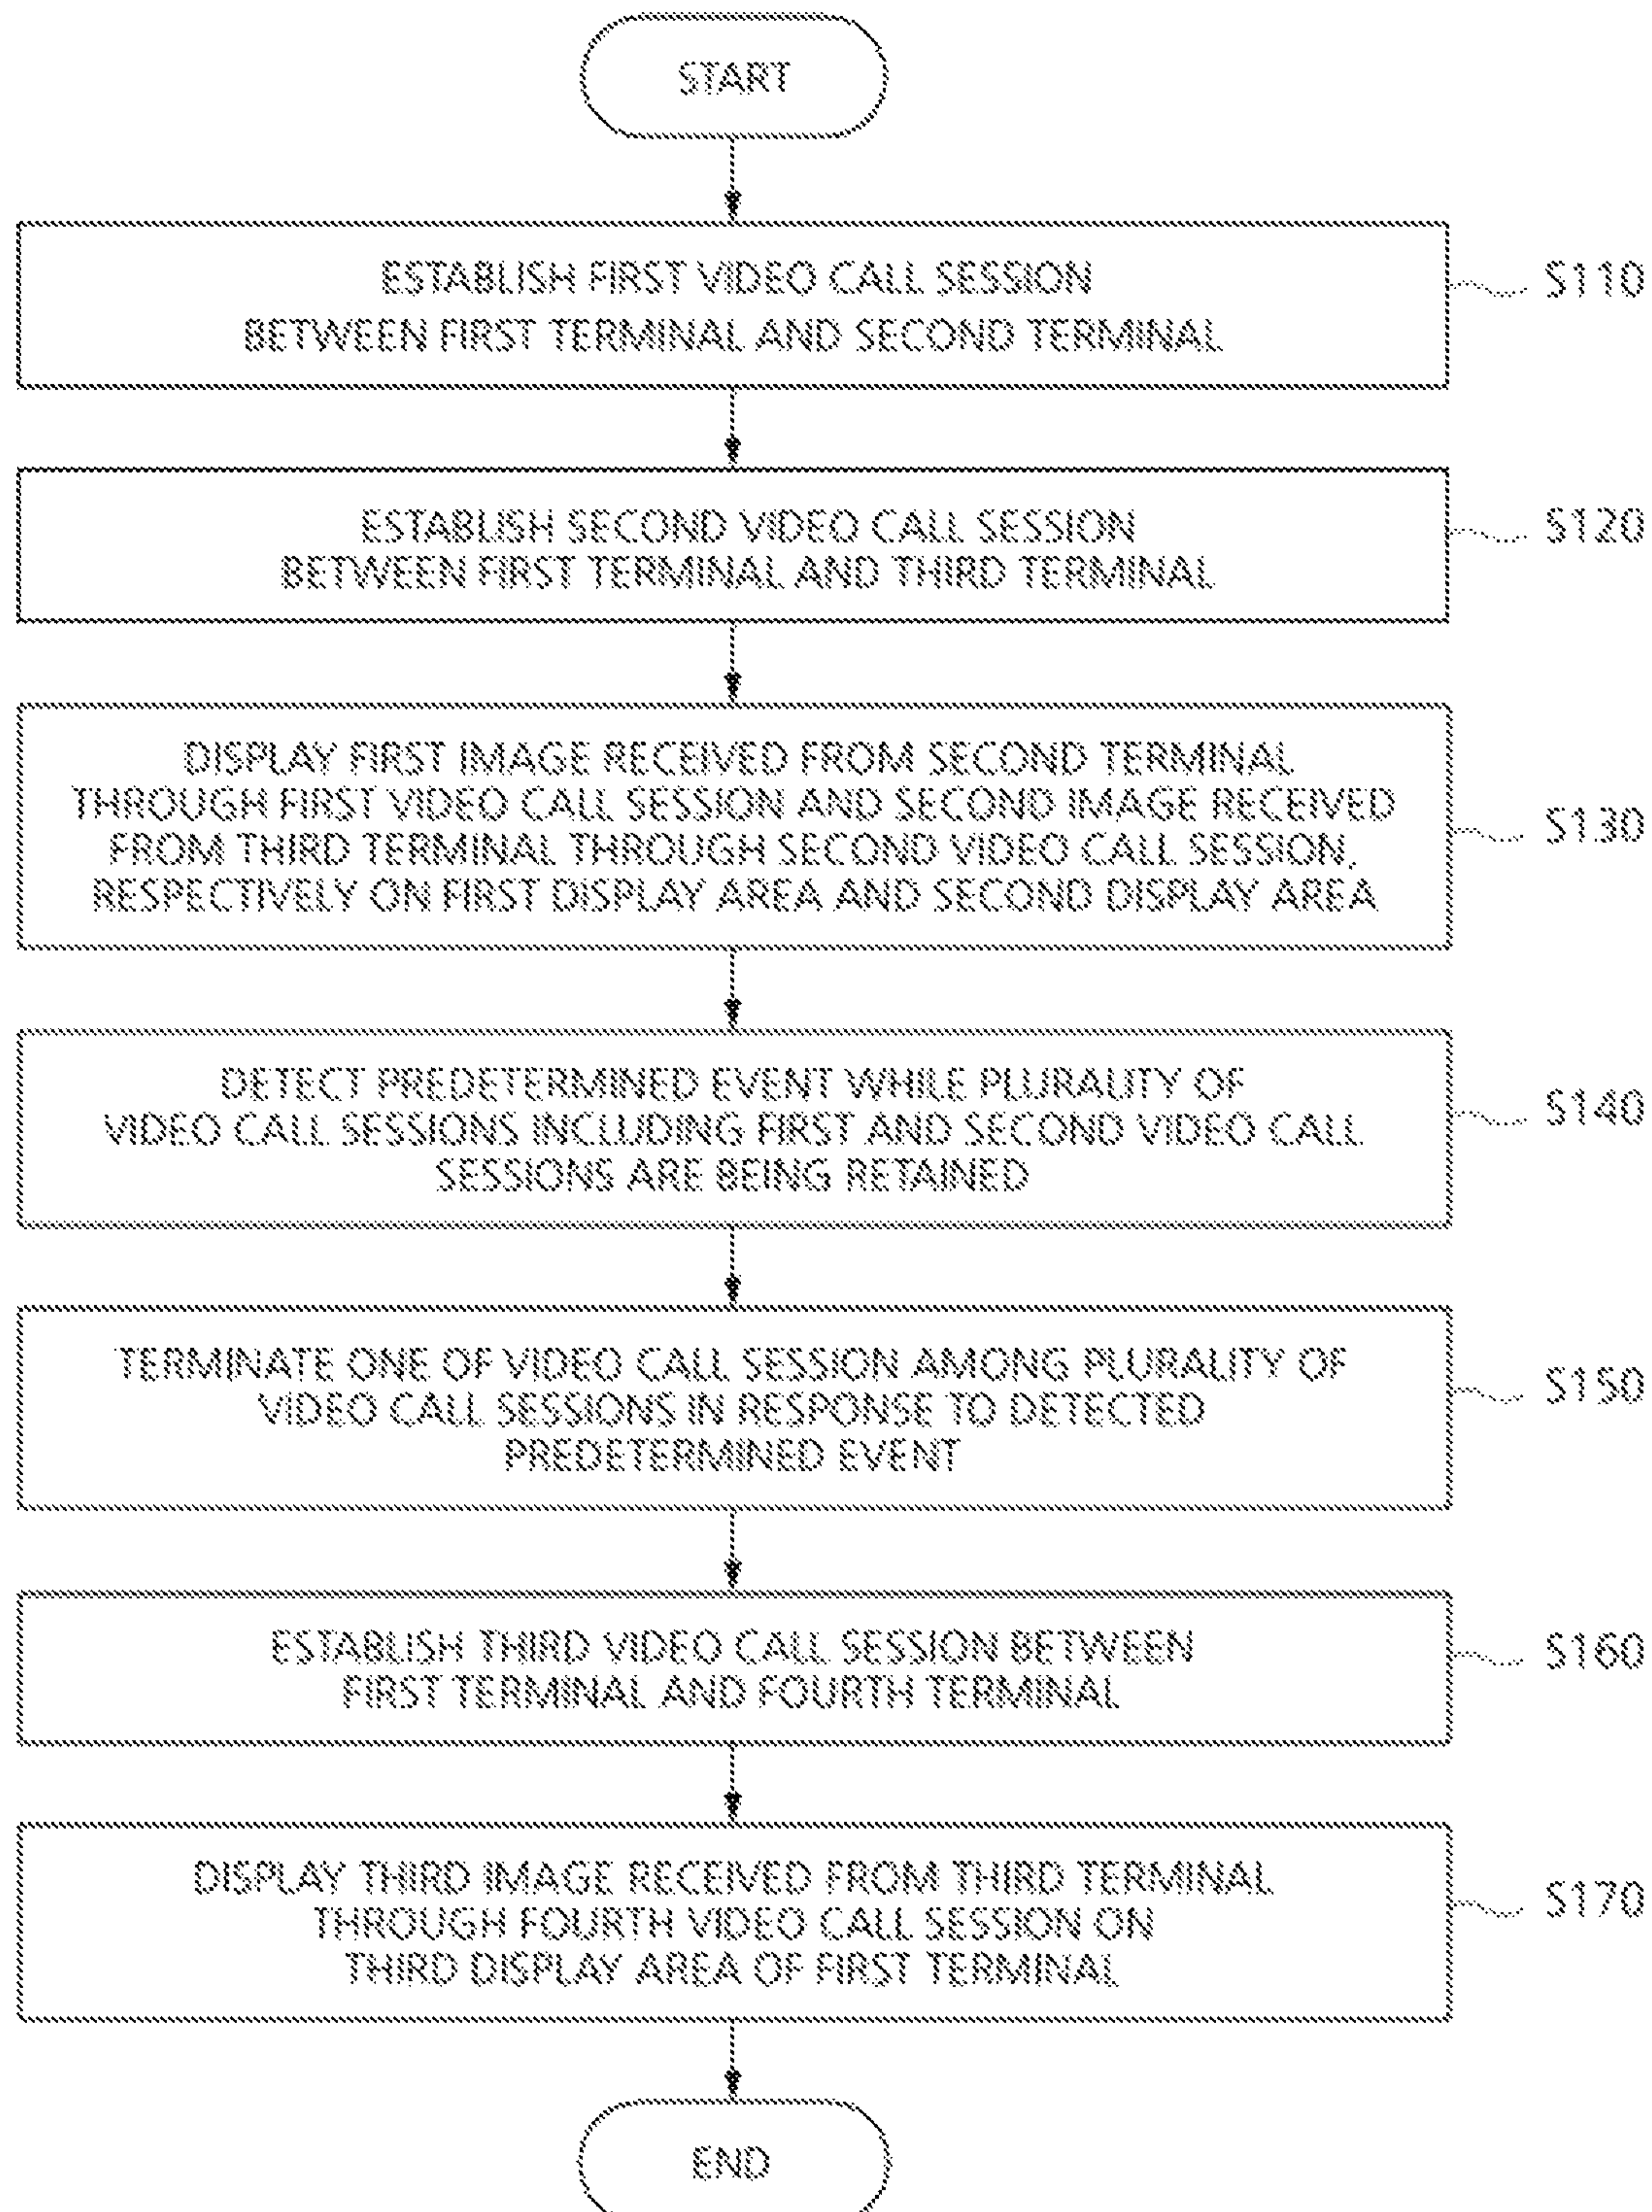 START
ESTABLISH FIRST VIDEO CALL SESSION
BETWEEN FIRST TERMINAL AND SECOND TERMINAL
S110
ESTABLISH SECOND VIDEO CALL SESSION
BETWEEN FIRST TERMINAL AND THIRD TERMINAL
S120
DISPLAY FIRST IMAGE RECEIVED FROM SECOND TERMINAL
THROUGH FIRST VIDEO CALL SESSION AND SECOND IMAGE RECEIVED
FROM THIRD TERMINAL THROUGH SECOND VIDEO CALL SESSION,
RESPECTIVELY ON FIRST DISPLAY AREA AND SECOND DISPLAY AREA
S130
DETECT PREDETERMINED EVENT WHILE PLURALITY OF
VIDEO CALL SESSIONS INCLUDING FIRST AND SECOND VIDEO CALL
SESSIONS ARE BEING RETAINED
S140
TERMINATE ONE OF VIDEO CALL SESSION AMONG PLURALITY OF
VIDEO CALL SESSIONS IN RESPONSE TO DETECTED
PREDETERMINED EVENT
S150
ESTABLISH THIRD VIDEO CALL SESSION BETWEEN
FIRST TERMINAL AND FOURTH TERMINAL
S160
DISPLAY THIRD IMAGE RECEIVED FROM THIRD TERMINAL
THROUGH FOURTH VIDEO CALL SESSION ON
THIRD DISPLAY AREA OF FIRST TERMINAL
S170
END